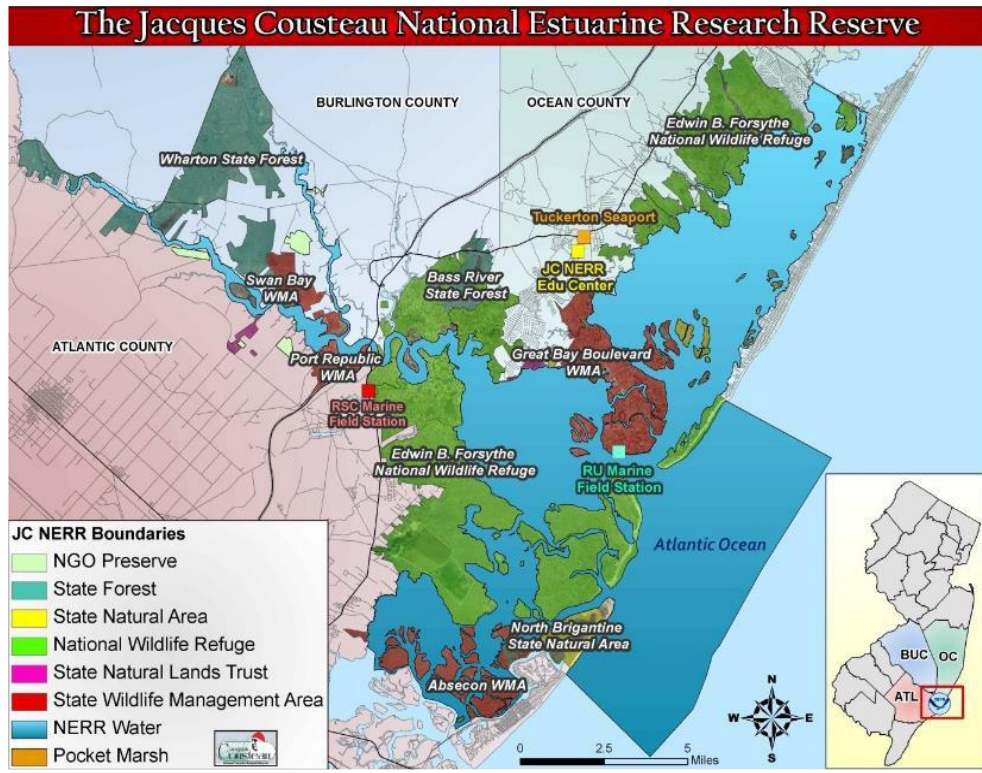 The Jacques Cousteau National Estuarine Research Reserve
BURLINGTON COUNTY
OCEAN COUNTY
Edwin B. Forsythe
National Wildlife Refuge
Wharton State Forest
Tuckerton Seaport
JC NERR
Edu Center
Swan Bay
WMA
Bass River
State Forest
ATLANTIC COUNTY
Port Republic
WMA
Great Bay Boulevard
WMA
RSC Marine
Field Station
Edwin B. Forsythe
National Wildlife Refuge
RU Marine
Field Station
Atlantic Ocean
North Brigantine
State Natural Area
Absecon WMA
JC NERR Boundaries
NGO Preserve
State Forest
State Natural Area
National Wildlife Refuge
State Natural Lands Trust
State Wildlife Management Area
NERR Water
Pocket Marsh
Jacques
Cousteau
N
W
E
S
0
2.5
5
Miles
BUC
OC
ATL